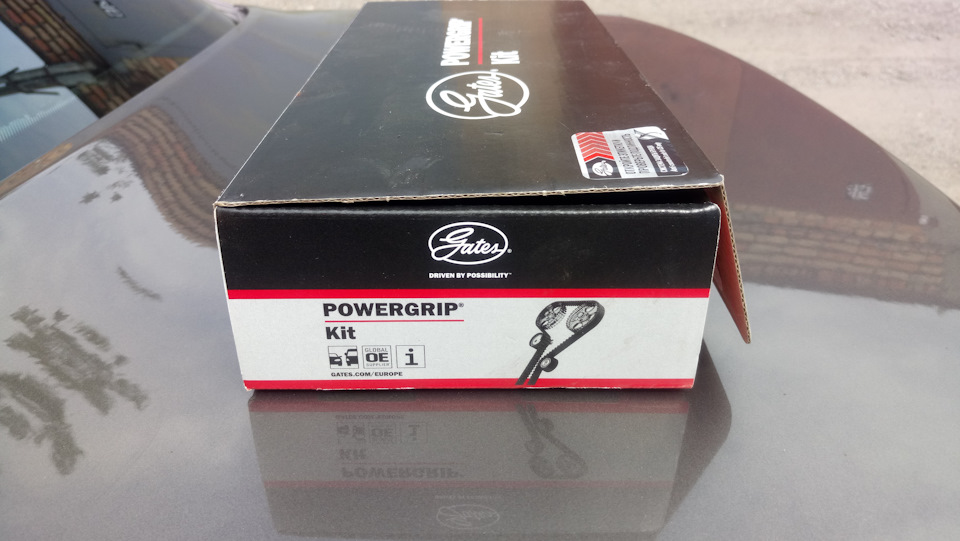 POWERGRIP
Kit
Gates®
Gates®
DRIVEN BY POSSIBILITY™
POWERGRIP®
Kit
GLOBAL
OE
SUPPLIER
i
GATES.COM/EUROPE